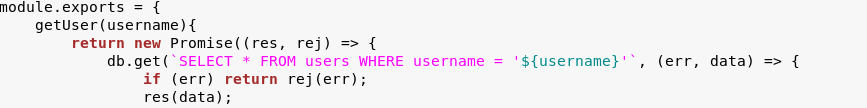 module.exports = {
    getUser(username){
        return new Promise((res, rej) => {
            db.get(`SELECT * FROM users WHERE username = '${username}'`, (err, data) => {
                if (err) return rej(err);
                res(data);